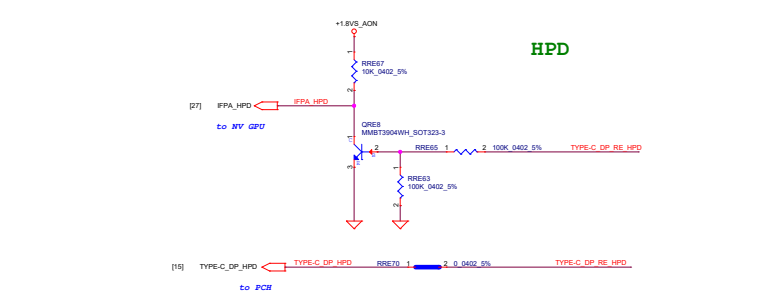 +1.8VS_AON
HPD
1
RRE67
10K_0402_5%
2
[27] IFPA_HPD IFPA_HPD
to NV GPU
QRE8
MMBT3904WH_SOT323-3
1
2 RRE65 1 2 100K_0402_5% TYPE-C_DP_RE_HPD
3
1
RRE63
100K_0402_5%
2
[15] TYPE-C_DP_HPD TYPE-C_DP_HPD RRE70 1 2 0_0402_5% TYPE-C_DP_RE_HPD
to PCH